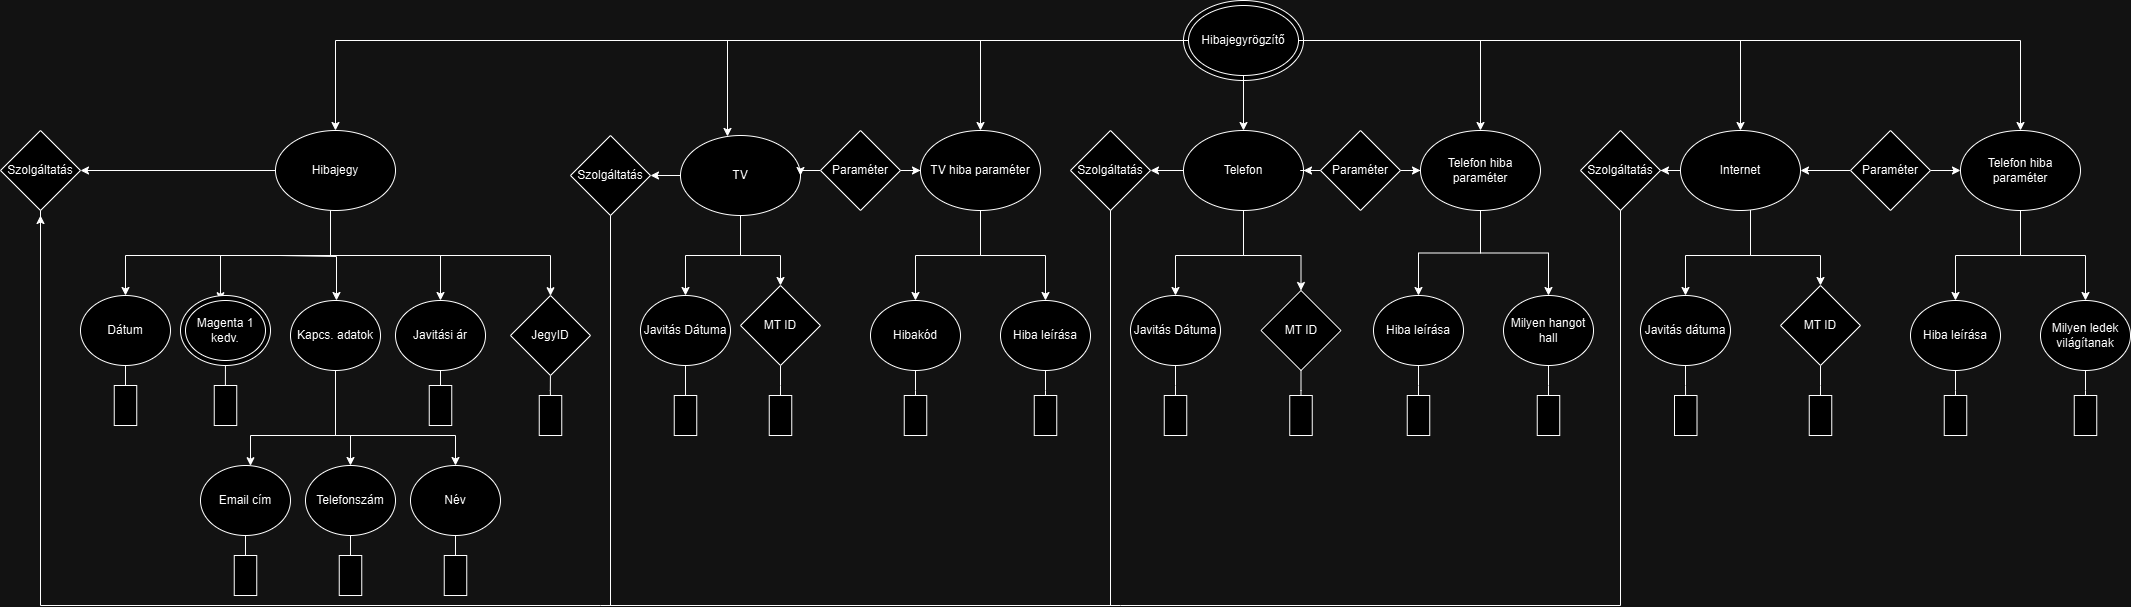 Hibajegyrögzítő
Szolgáltatás
Hibajegy
Szolgáltatás
TV
Paraméter
TV hiba paraméter
Szolgáltatás
Telefon
Paraméter
Telefon hiba
paraméter
Szolgáltatás
Internet
Paraméter
Telefon hiba
paraméter
Dátum
Magenta 1
kedv.
Kapcs. adatok
Javitási ár
JegyID
Javitás Dátuma
MT ID
Hibakód
Hiba leírása
Javitás Dátuma
MT ID
Hiba leírása
Milyen hangot
hall
Javitás dátuma
MT ID
Hiba leírása
Milyen ledek
világítanak
Email cím
Telefonszám
Név